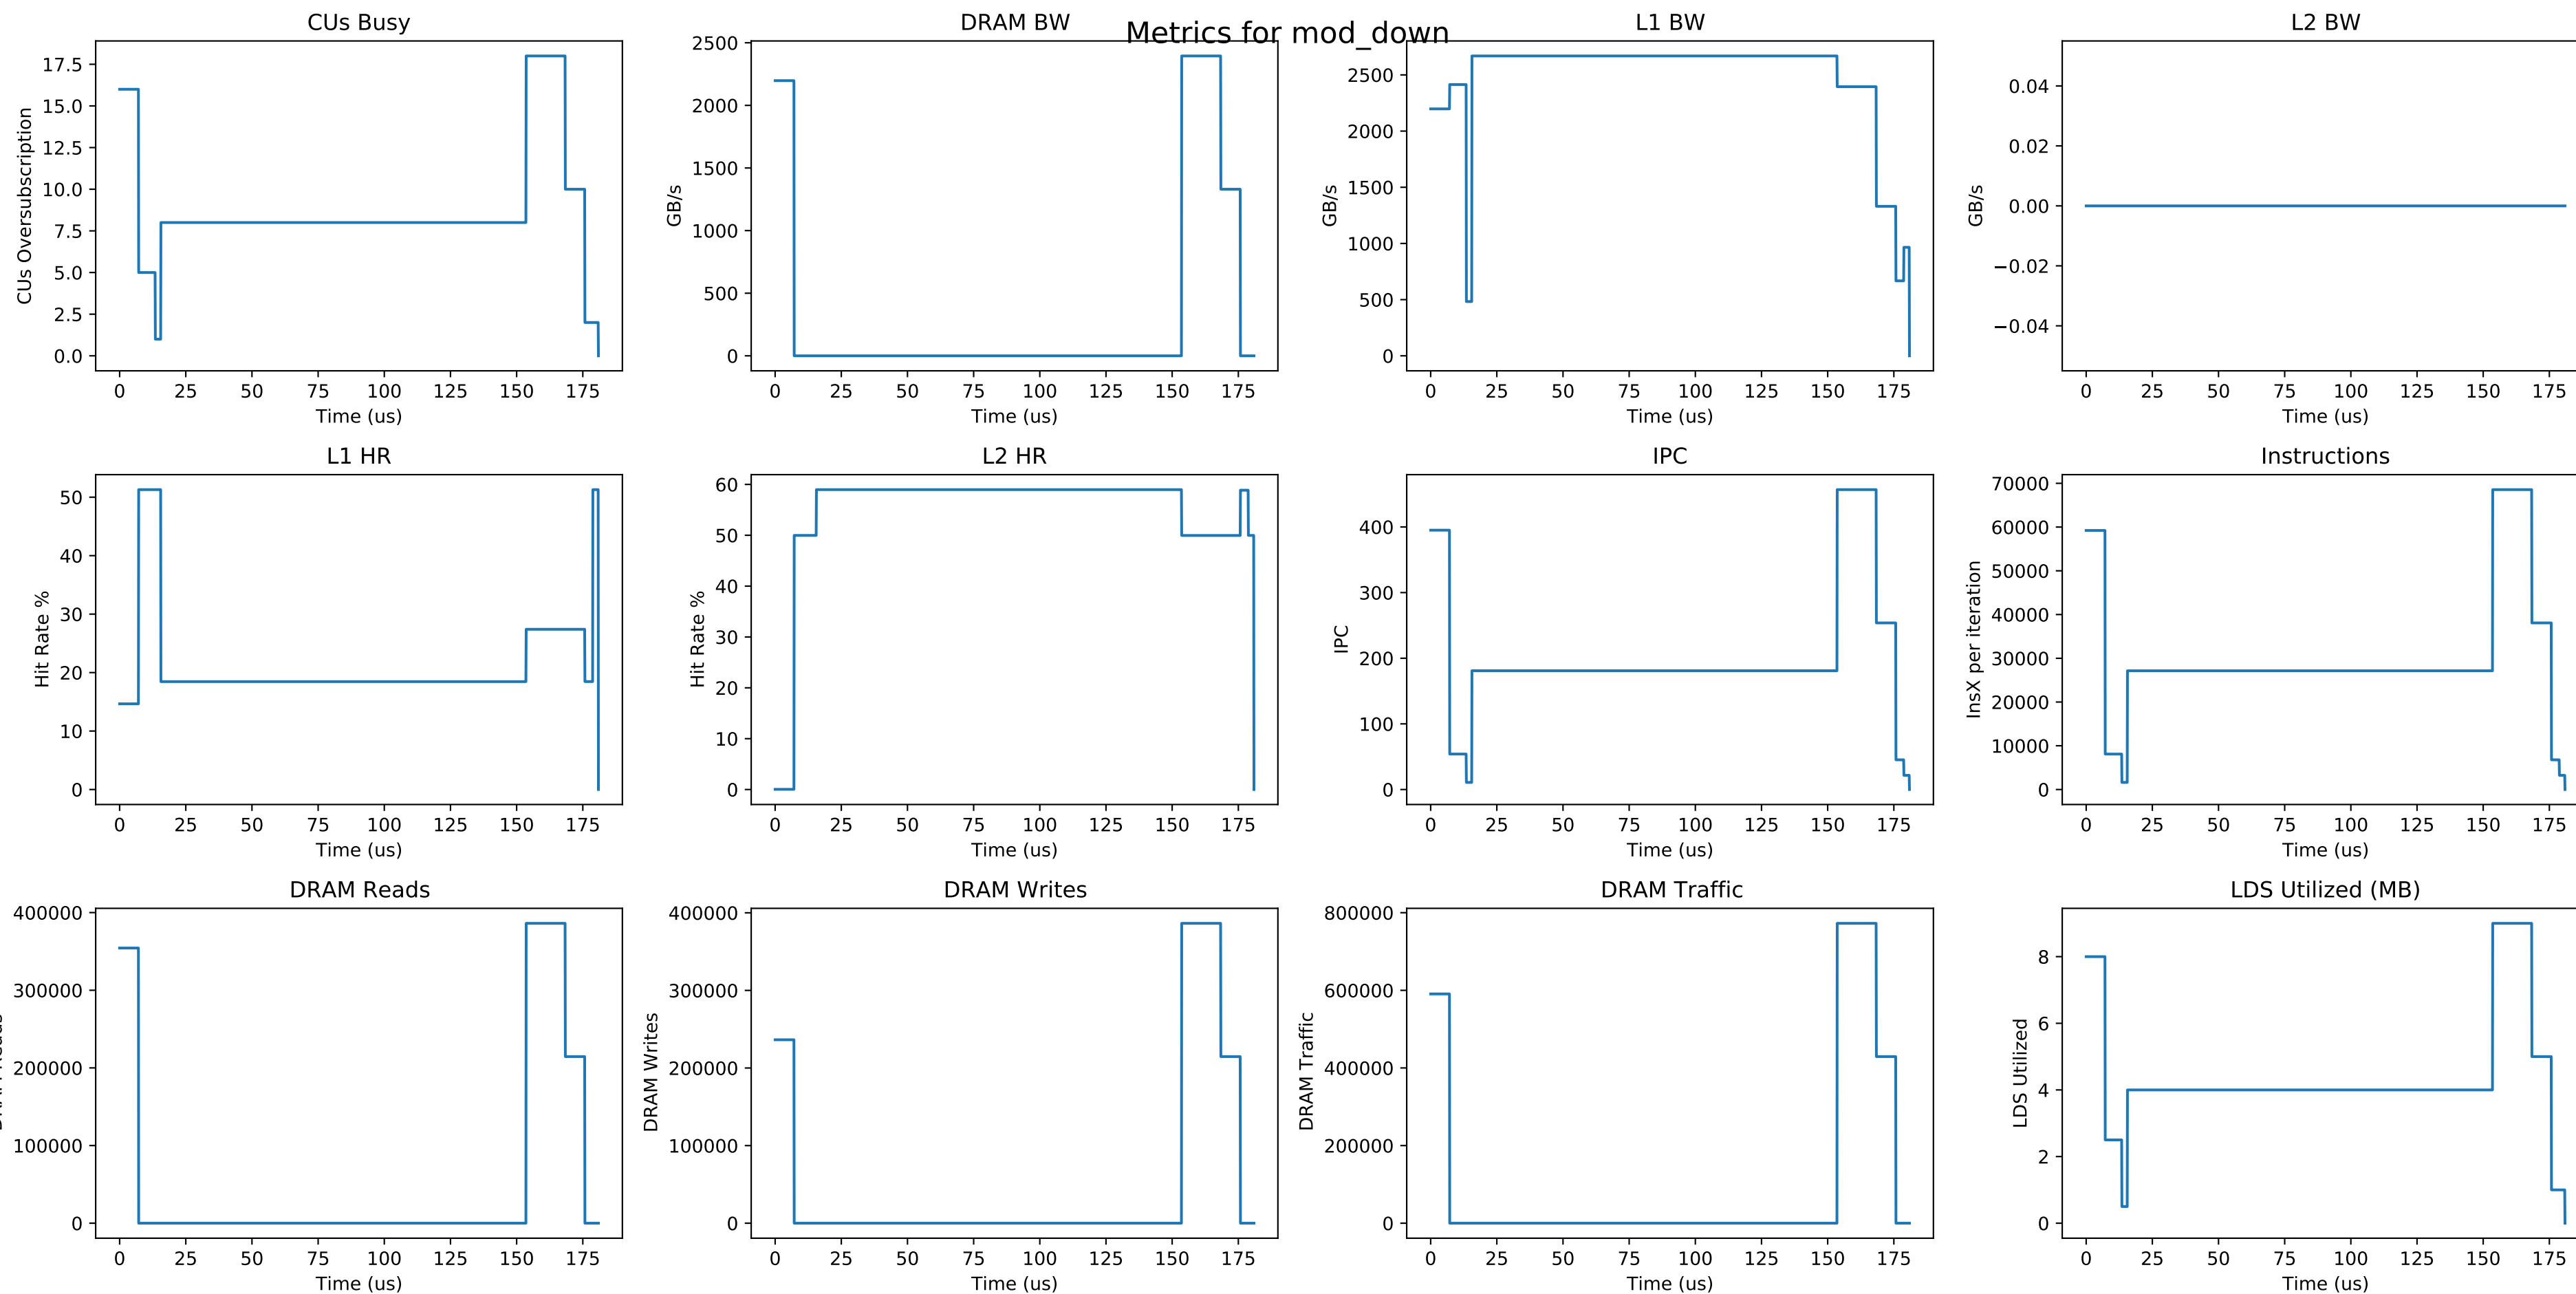 Metrics for mod_down
CUs Busy
CUs Oversubscription
17.5
15.0
12.5
10.0
7.5
5.0
2.5
0.0
0 25 50 75 100 125 150 175
Time (us)
DRAM BW
GB/s
2500
2000
1500
1000
500
0
0 25 50 75 100 125 150 175
Time (us)
L1 BW
GB/s
2500
2000
1500
1000
500
0
0 25 50 75 100 125 150 175
Time (us)
L2 BW
GB/s
0.04
0.02
0.00
−0.02
−0.04
0 25 50 75 100 125 150 175
Time (us)
L1 HR
Hit Rate %
50
40
30
20
10
0
0 25 50 75 100 125 150 175
Time (us)
L2 HR
Hit Rate %
60
50
40
30
20
10
0
0 25 50 75 100 125 150 175
Time (us)
IPC
IPC
400
300
200
100
0
0 25 50 75 100 125 150 175
Time (us)
Instructions
InsX per iteration
70000
60000
50000
40000
30000
20000
10000
0
0 25 50 75 100 125 150 175
Time (us)
DRAM Reads
400000
300000
200000
100000
0
0 25 50 75 100 125 150 175
Time (us)
DRAM Writes
DRAM Writes
400000
300000
200000
100000
0
0 25 50 75 100 125 150 175
Time (us)
DRAM Traffic
DRAM Traffic
800000
600000
400000
200000
0
0 25 50 75 100 125 150 175
Time (us)
LDS Utilized (MB)
LDS Utilized
8
6
4
2
0
0 25 50 75 100 125 150 175
Time (us)